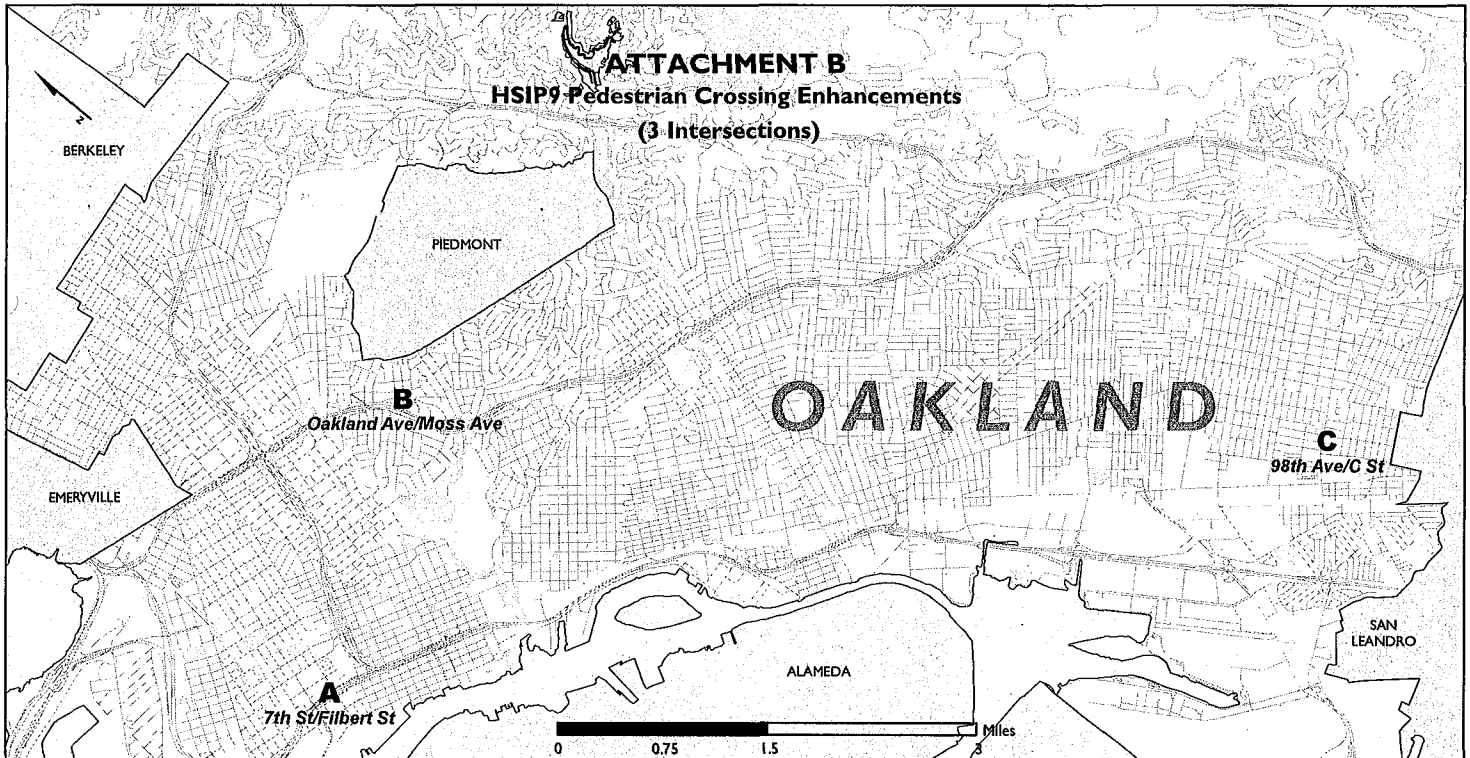 ATTACHMENT B
HSIP9 Pedestrian Crossing Enhancements
(3 Intersections)
N
BERKELEY
PIEDMONT
B
Oakland Ave/Moss Ave
OAKLAND
C
98th Ave/C St
EMERYVILLE
SAN
LEANDRO
ALAMEDA
A
7th St/Filbert St
Miles
0 0.75 1.5 3